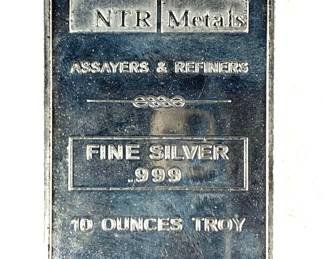 NTR Metals
ASSAYERS & REFINERS
FINE SILVER
.999
10 OUNCES TROY